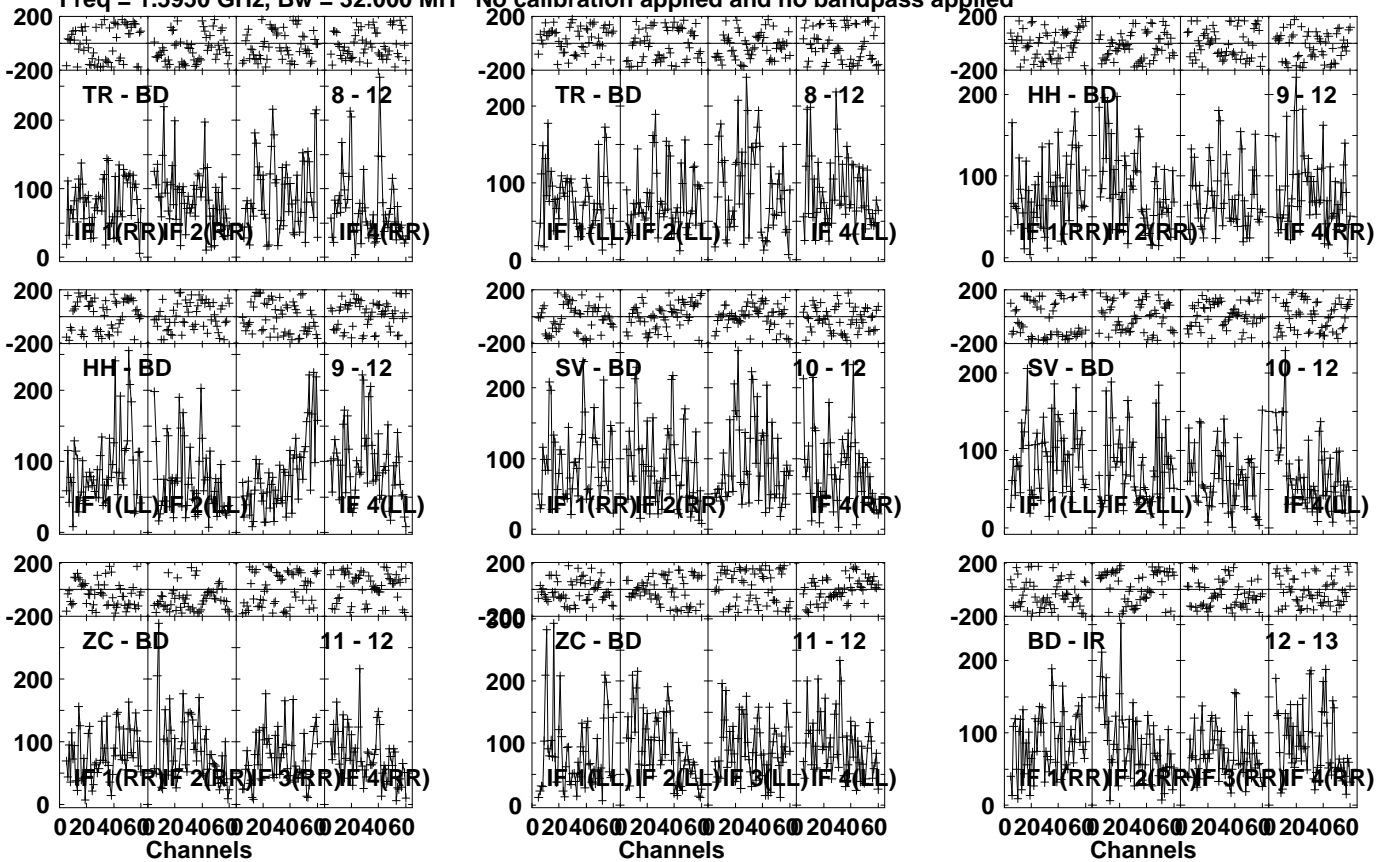 Freq = 1.5950 GHz, Bw = 32.000 MH No calibration applied and no bandpass applied
200 200 200
-200 -200 -200
TR - BD 8 - 12 TR - BD 8 - 12 HH - BD 9 - 12
200 200 200
100 100 100
IF 1(RR) IF 2(RR) IF 4(RR) IF 1(LL) IF 2(LL) IF 4(LL) IF 1(RR) IF 2(RR) IF 4(RR)
0 0 0
200 200 200
-200 -200 -200
HH - BD 9 - 12 SV - BD 10 - 12 SV - BD 10 - 12
200 200 200
100 100 100
IF 1(LL) IF 2(LL) IF 4(LL) IF 1(RR) IF 2(RR) IF 4(RR) IF 1(LL) IF 2(LL) IF 4(LL)
0 0 0
200 200 200
-200 -200 300 -200
ZC - BD 11 - 12 ZC - BD 11 - 12 BD - IR 12 - 13
200 200 200
100 100 100
IF 1(RR) IF 2(RR) IF 3(RR) IF 4(RR) IF 1(LL) IF 2(LL) IF 3(LL) IF 4(LL) IF 1(RR) IF 2(RR) IF 3(RR) IF 4(RR)
0 0 0
0 20 40 60 0 20 40 60 0 20 40 60 0 20 40 60 0 20 40 60 0 20 40 60 0 20 40 60 0 20 40 60 0 20 40 60 0 20 40 60 0 20 40 60 0 20 40 60
Channels Channels Channels